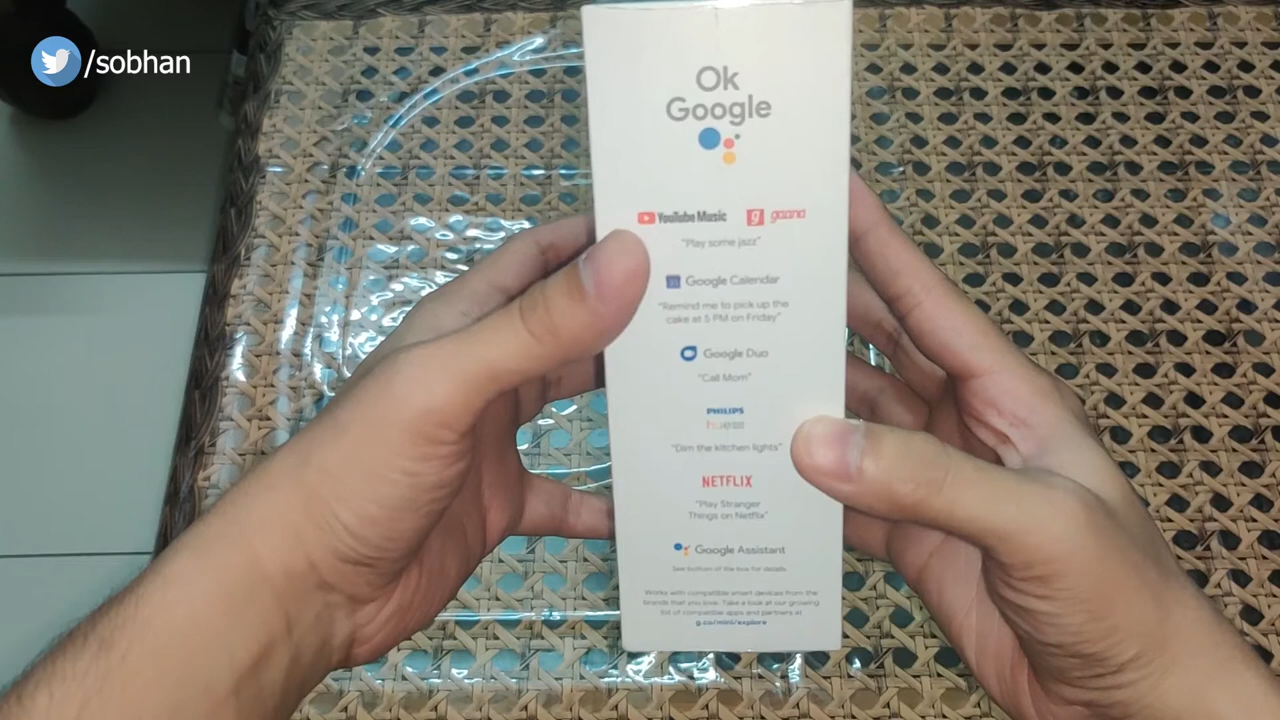 /sobhan
Ok
Google
YouTube Music gaana
"Play some jazz"
Google Calendar
"Remind me to pick up the
cake at 5 PM on Friday"
Google Duo
"Call Mom"
PHILIPS
hue
"Dim the kitchen lights"
NETFLIX
"Play Stranger
Things on Netflix"
Google Assistant
See bottom of the box for details.
Works with compatible smart devices from the
brands that you love. Take a look at our growing
list of compatible apps and partners at
g.co/mini/explore